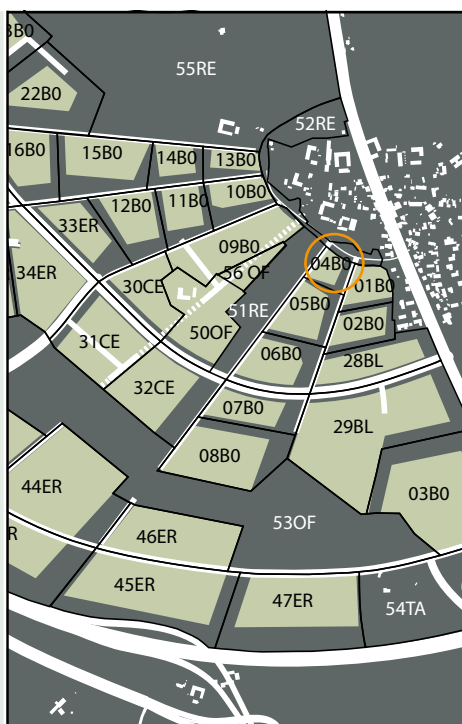 55RE
3B0
22B0
52RE
16B0
15B0
14B0
13B0
10B0
12B0
11B0
33ER
09B0
56 OF
04B0
34ER
30CE
01B0
51RE
05B0
31CE
50OF
02B0
06B0
28BL
32CE
07B0
29BL
08B0
44ER
03B0
53OF
R
46ER
45ER
47ER
54TA